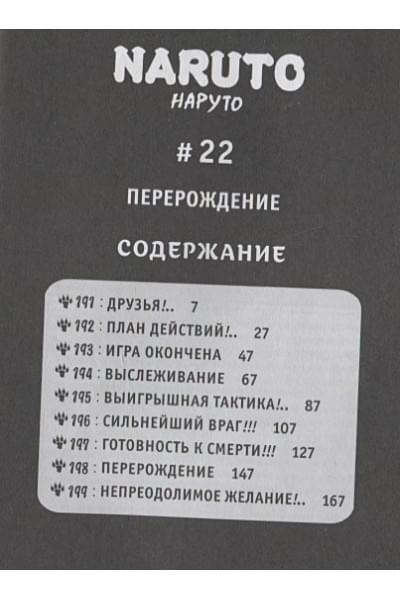 NARUTO
НАРУТО
#22
ПЕРЕРОЖДЕНИЕ
СОДЕРЖАНИЕ
191 : ДРУЗЬЯ!.. 7
192 : ПЛАН ДЕЙСТВИЙ!.. 27
193 : ИГРА ОКОНЧЕНА 47
194 : ВЫСЛЕЖИВАНИЕ 67
195 : ВЫИГРЫШНАЯ ТАКТИКА!.. 87
196 : СИЛЬНЕЙШИЙ ВРАГ!!! 107
197 : ГОТОВНОСТЬ К СМЕРТИ!!! 127
198 : ПЕРЕРОЖДЕНИЕ 147
199 : НЕПРЕОДОЛИМОЕ ЖЕЛАНИЕ!.. 167